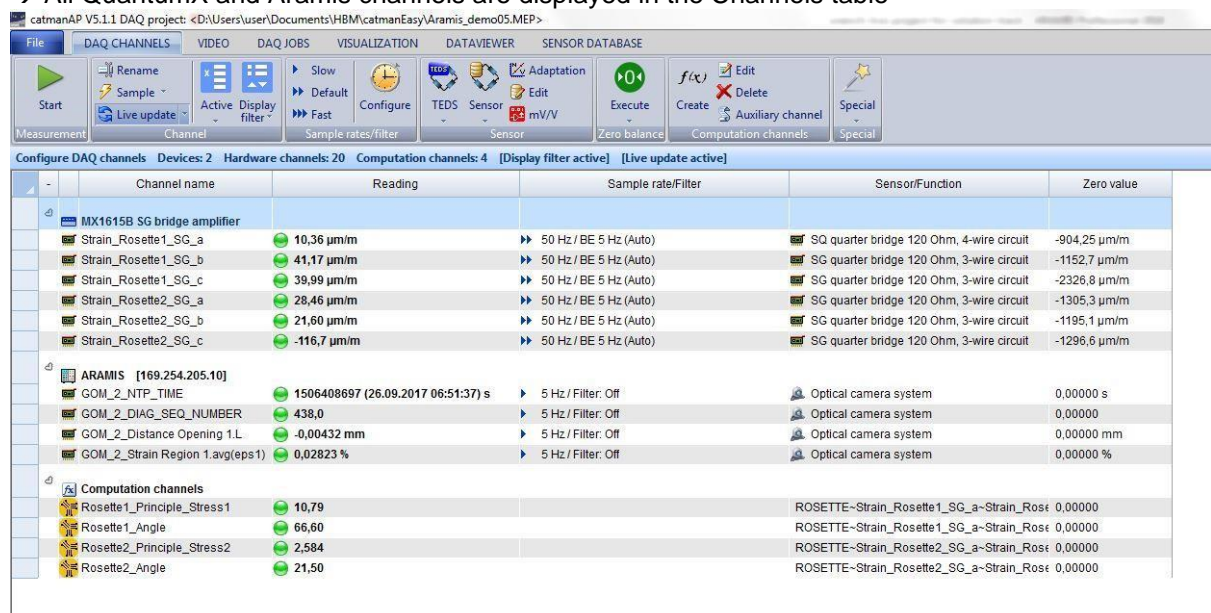 → All QuantumX and Aramis channels are displayed in the Channels table
catmanAP V5.1.1 DAQ project: <D:\Users\user\Documents\HBM\catmanEasy\Aramis_demo05.MEP>
File DAQ CHANNELS VIDEO DAQ JOBS VISUALIZATION DATAVIEWER SENSOR DATABASE
Rename Slow TEDS Adaptation Edit
Sample Default Edit f(x) Delete
Start Live update Active Display filter Fast Configure TEDS Sensor mV/V Execute Create Auxiliary channel Special
Measurement Channel Sample rates/filter Sensor Zero balance Computation channels Special
Configure DAQ channels Devices: 2 Hardware channels: 20 Computation channels: 4 [Display filter active] [Live update active]
- Channel name Reading Sample rate/Filter Sensor/Function Zero value
MX1615B SG bridge amplifier
Strain_Rosette1_SG_a 10,36 µm/m 50 Hz / BE 5 Hz (Auto) SQ quarter bridge 120 Ohm, 4-wire circuit -904,25 µm/m
Strain_Rosette1_SG_b 41,17 µm/m 50 Hz / BE 5 Hz (Auto) SG quarter bridge 120 Ohm, 3-wire circuit -1152,7 µm/m
Strain_Rosette1_SG_c 39,99 µm/m 50 Hz / BE 5 Hz (Auto) SG quarter bridge 120 Ohm, 3-wire circuit -2326,8 µm/m
Strain_Rosette2_SG_a 28,46 µm/m 50 Hz / BE 5 Hz (Auto) SG quarter bridge 120 Ohm, 3-wire circuit -1305,3 µm/m
Strain_Rosette2_SG_b 21,60 µm/m 50 Hz / BE 5 Hz (Auto) SG quarter bridge 120 Ohm, 3-wire circuit -1195,1 µm/m
Strain_Rosette2_SG_c -116,7 µm/m 50 Hz / BE 5 Hz (Auto) SG quarter bridge 120 Ohm, 3-wire circuit -1296,6 µm/m
ARAMIS [169.254.205.10]
GOM_2_NTP_TIME 1506408697 (26.09.2017 06:51:37) s 5 Hz / Filter: Off Optical camera system 0,00000 s
GOM_2_DIAG_SEQ_NUMBER 438,0 5 Hz / Filter: Off Optical camera system 0,00000
GOM_2_Distance Opening 1.L -0,00432 mm 5 Hz / Filter: Off Optical camera system 0,00000 mm
GOM_2_Strain Region 1.avg(eps1) 0,02823 % 5 Hz / Filter: Off Optical camera system 0,00000 %
Computation channels
Rosette1_Principle_Stress1 10,79 ROSETTE~Strain_Rosette1_SG_a~Strain_Rose 0,00000
Rosette1_Angle 66,60 ROSETTE~Strain_Rosette1_SG_a~Strain_Rose 0,00000
Rosette2_Principle_Stress2 2,584 ROSETTE~Strain_Rosette2_SG_a~Strain_Rose 0,00000
Rosette2_Angle 21,50 ROSETTE~Strain_Rosette2_SG_a~Strain_Rose 0,00000